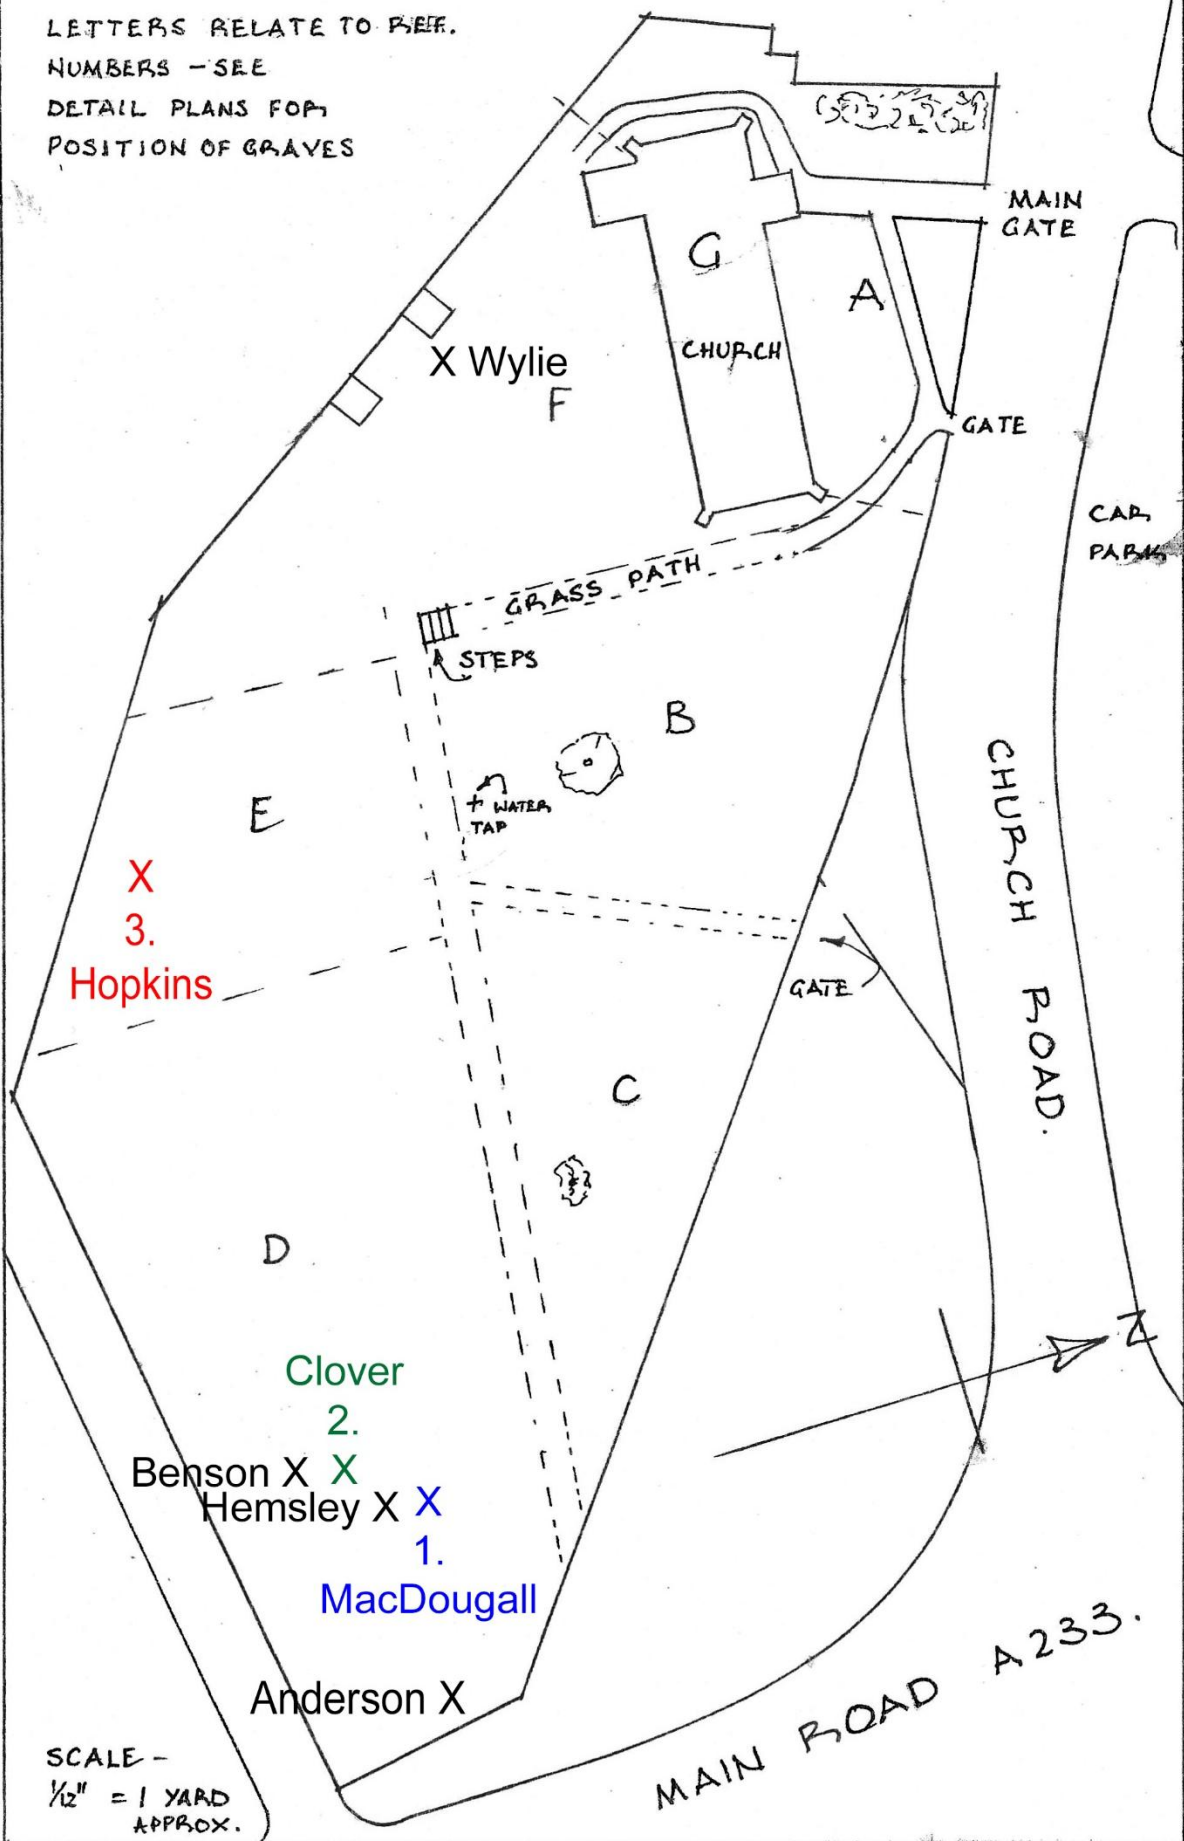 LETTERS RELATE TO REF.
NUMBERS - SEE
DETAIL PLANS FOR
POSITION OF GRAVES
MAIN
GATE
G
A
CHURCH
X Wylie
F
GATE
CAR
PARK
GRASS PATH
STEPS
B
E
+ WATER
TAP
CHURCH ROAD.
X
3.
Hopkins
GATE
C
D
N
Clover
2.
Benson X X
Hemsley X X
1.
MacDougall
Anderson X
MAIN ROAD A233.
SCALE -
1/12" = 1 YARD
APPROX.